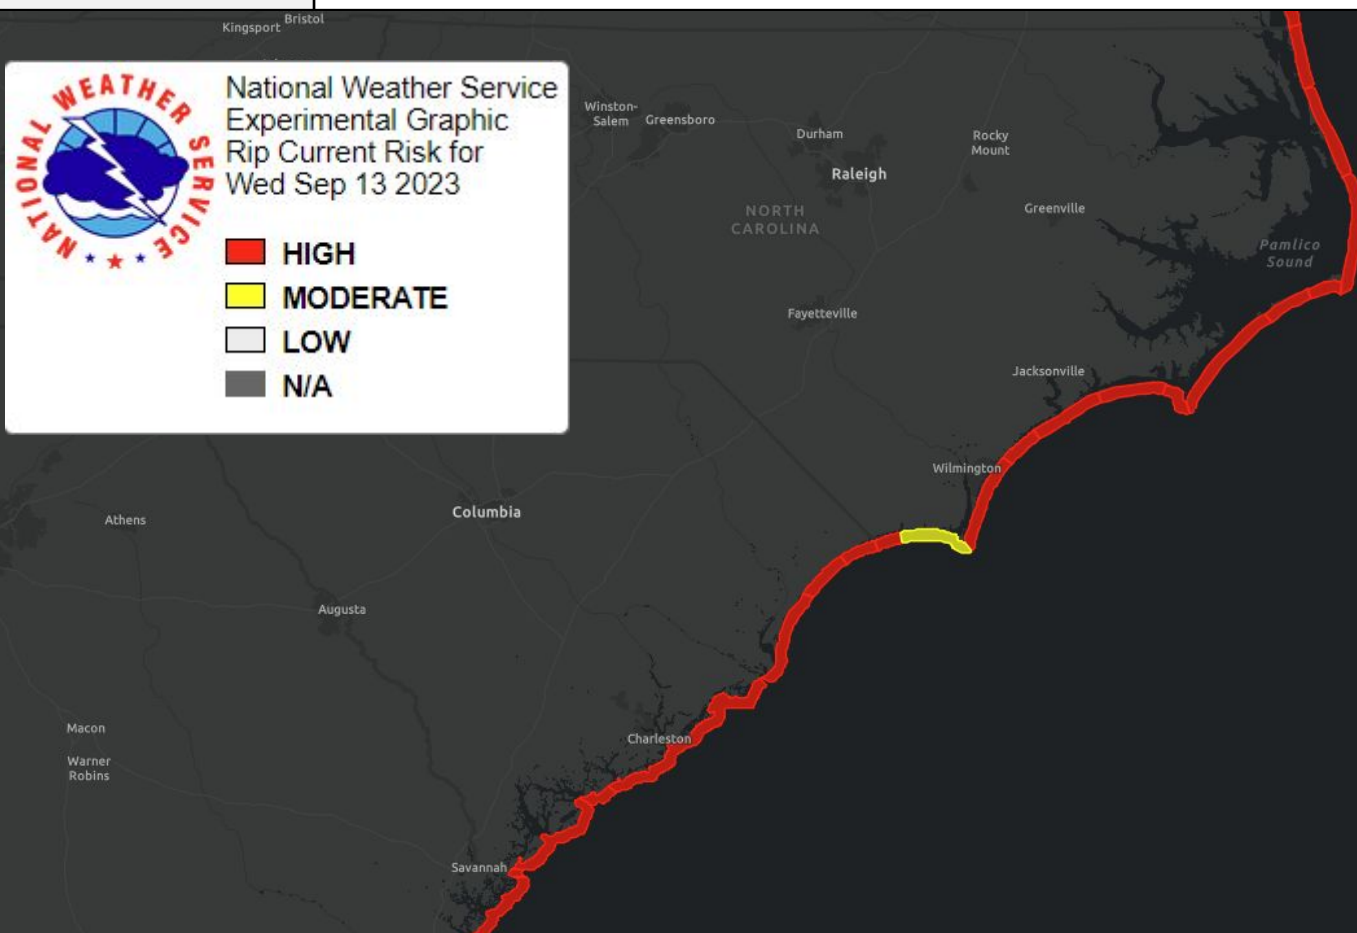 Bristol
Kingsport
NATIONAL WEATHER SERVICE
National Weather Service
Experimental Graphic
Rip Current Risk for
Wed Sep 13 2023
HIGH
MODERATE
LOW
N/A
Winston-
Salem
Greensboro
Durham
Raleigh
Rocky
Mount
NORTH
CAROLINA
Greenville
Pamlico
Sound
Fayetteville
Jacksonville
Wilmington
Columbia
Athens
Augusta
Macon
Warner
Robins
Charleston
Savannah